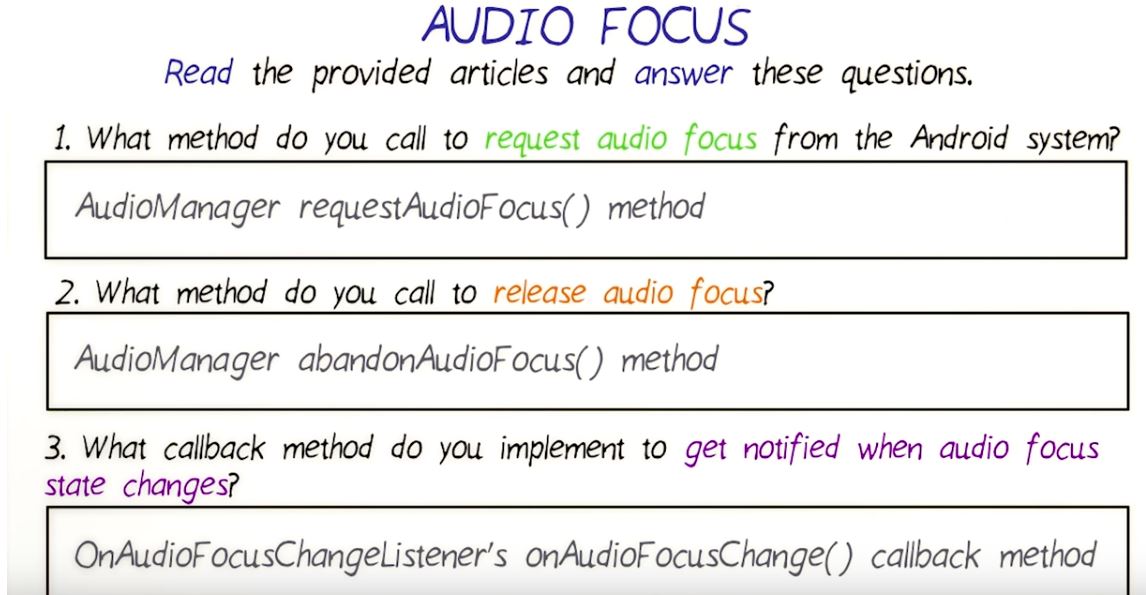 AUDIO FOCUS
Read the provided articles and answer these questions.
1. What method do you call to request audio focus from the Android system?
AudioManager requestAudioFocus() method
2. What method do you call to release audio focus?
AudioManager abandonAudioFocus() method
3. What callback method do you implement to get notified when audio focus
state changes?
OnAudioFocusChangeListener's onAudioFocusChange() callback method